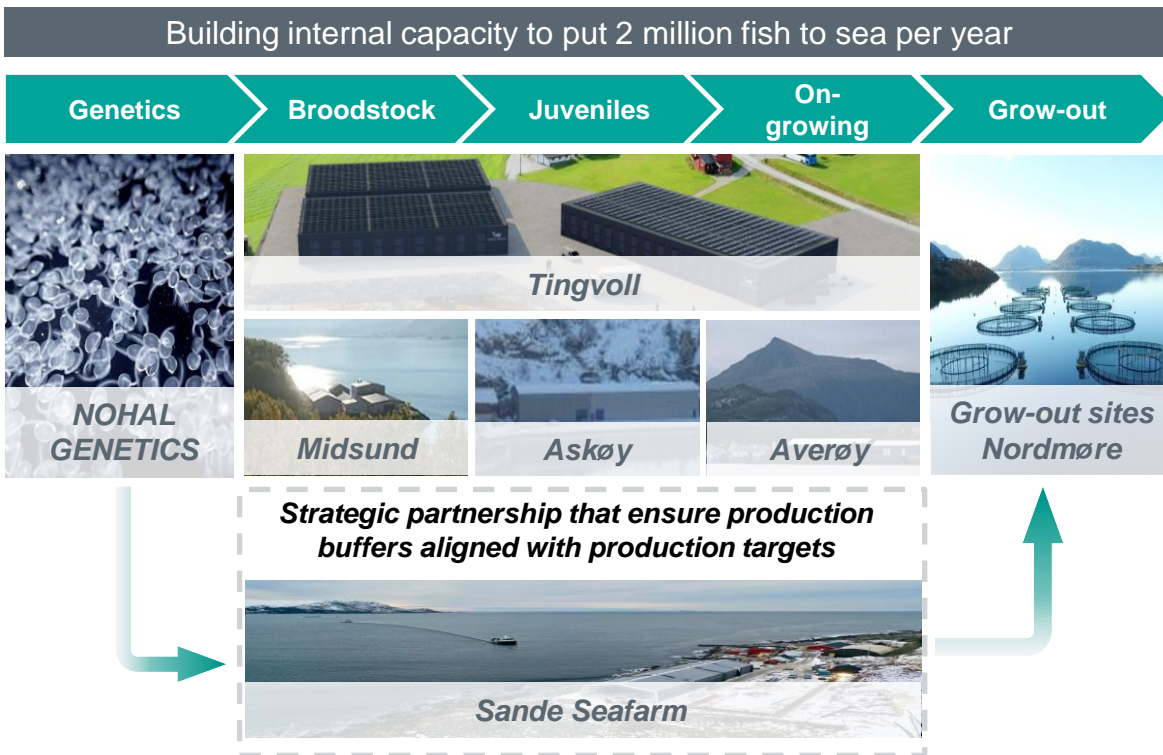 Building internal capacity to put 2 million fish to sea per year
Genetics
Broodstock
Juveniles
On-
growing
Grow-out
Tingvoll
NOHAL
GENETICS
Midsund
Askøy
Averøy
Grow-out sites
Nordmøre
Strategic partnership that ensure production
buffers aligned with production targets
Sande Seafarm